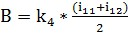 B = k₄ * (i₁₁+i₁₂)/2